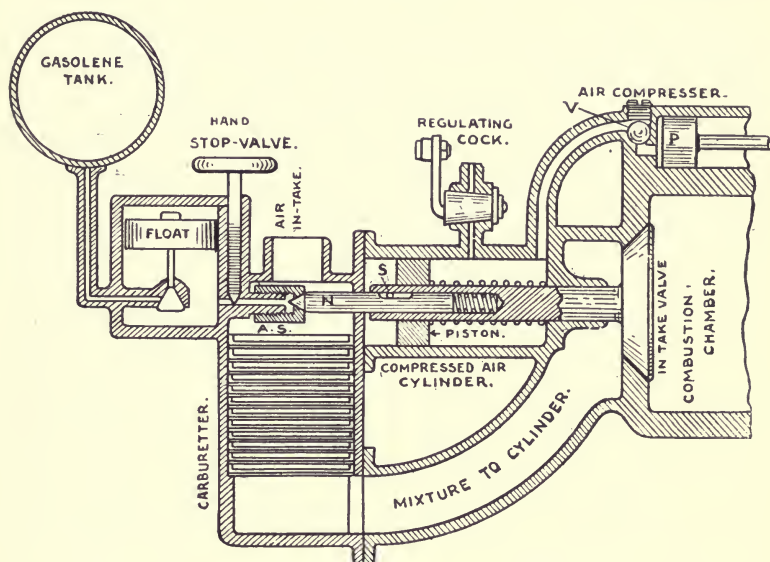 GASOLENE
TANK.
HAND
STOP-VALVE.
AIR
IN-TAKE.
REGULATING
COCK.
AIR COMPRESSER.
V
P
FLOAT
S
N
A.S.
PISTON.
COMPRESSED AIR
CYLINDER.
IN TAKE VALVE
COMBUSTION
CHAMBER.
CARBURETTER.
MIXTURE TO CYLINDER.